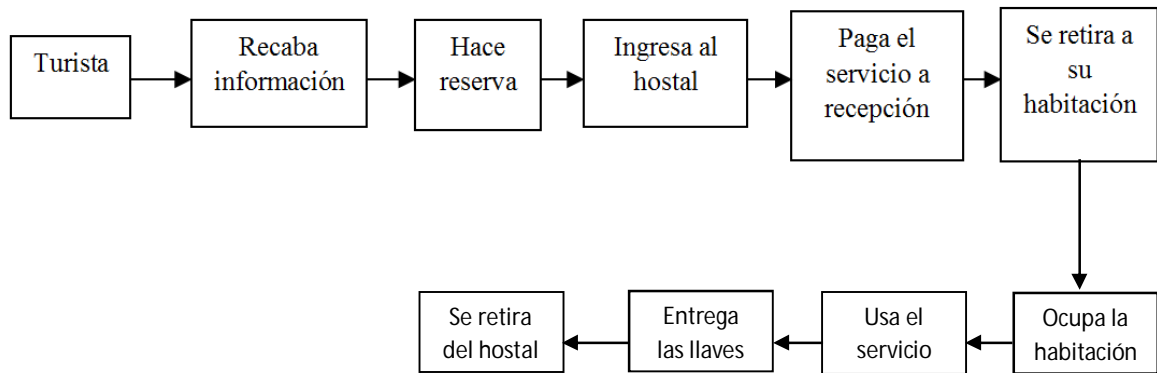 Turista
Recaba
información
Hace
reserva
Ingresa al
hostal
Paga el
servicio a
recepción
Se retira a
su
habitación
Ocupa la
habitación
Usa el
servicio
Entrega
las llaves
Se retira
del hostal